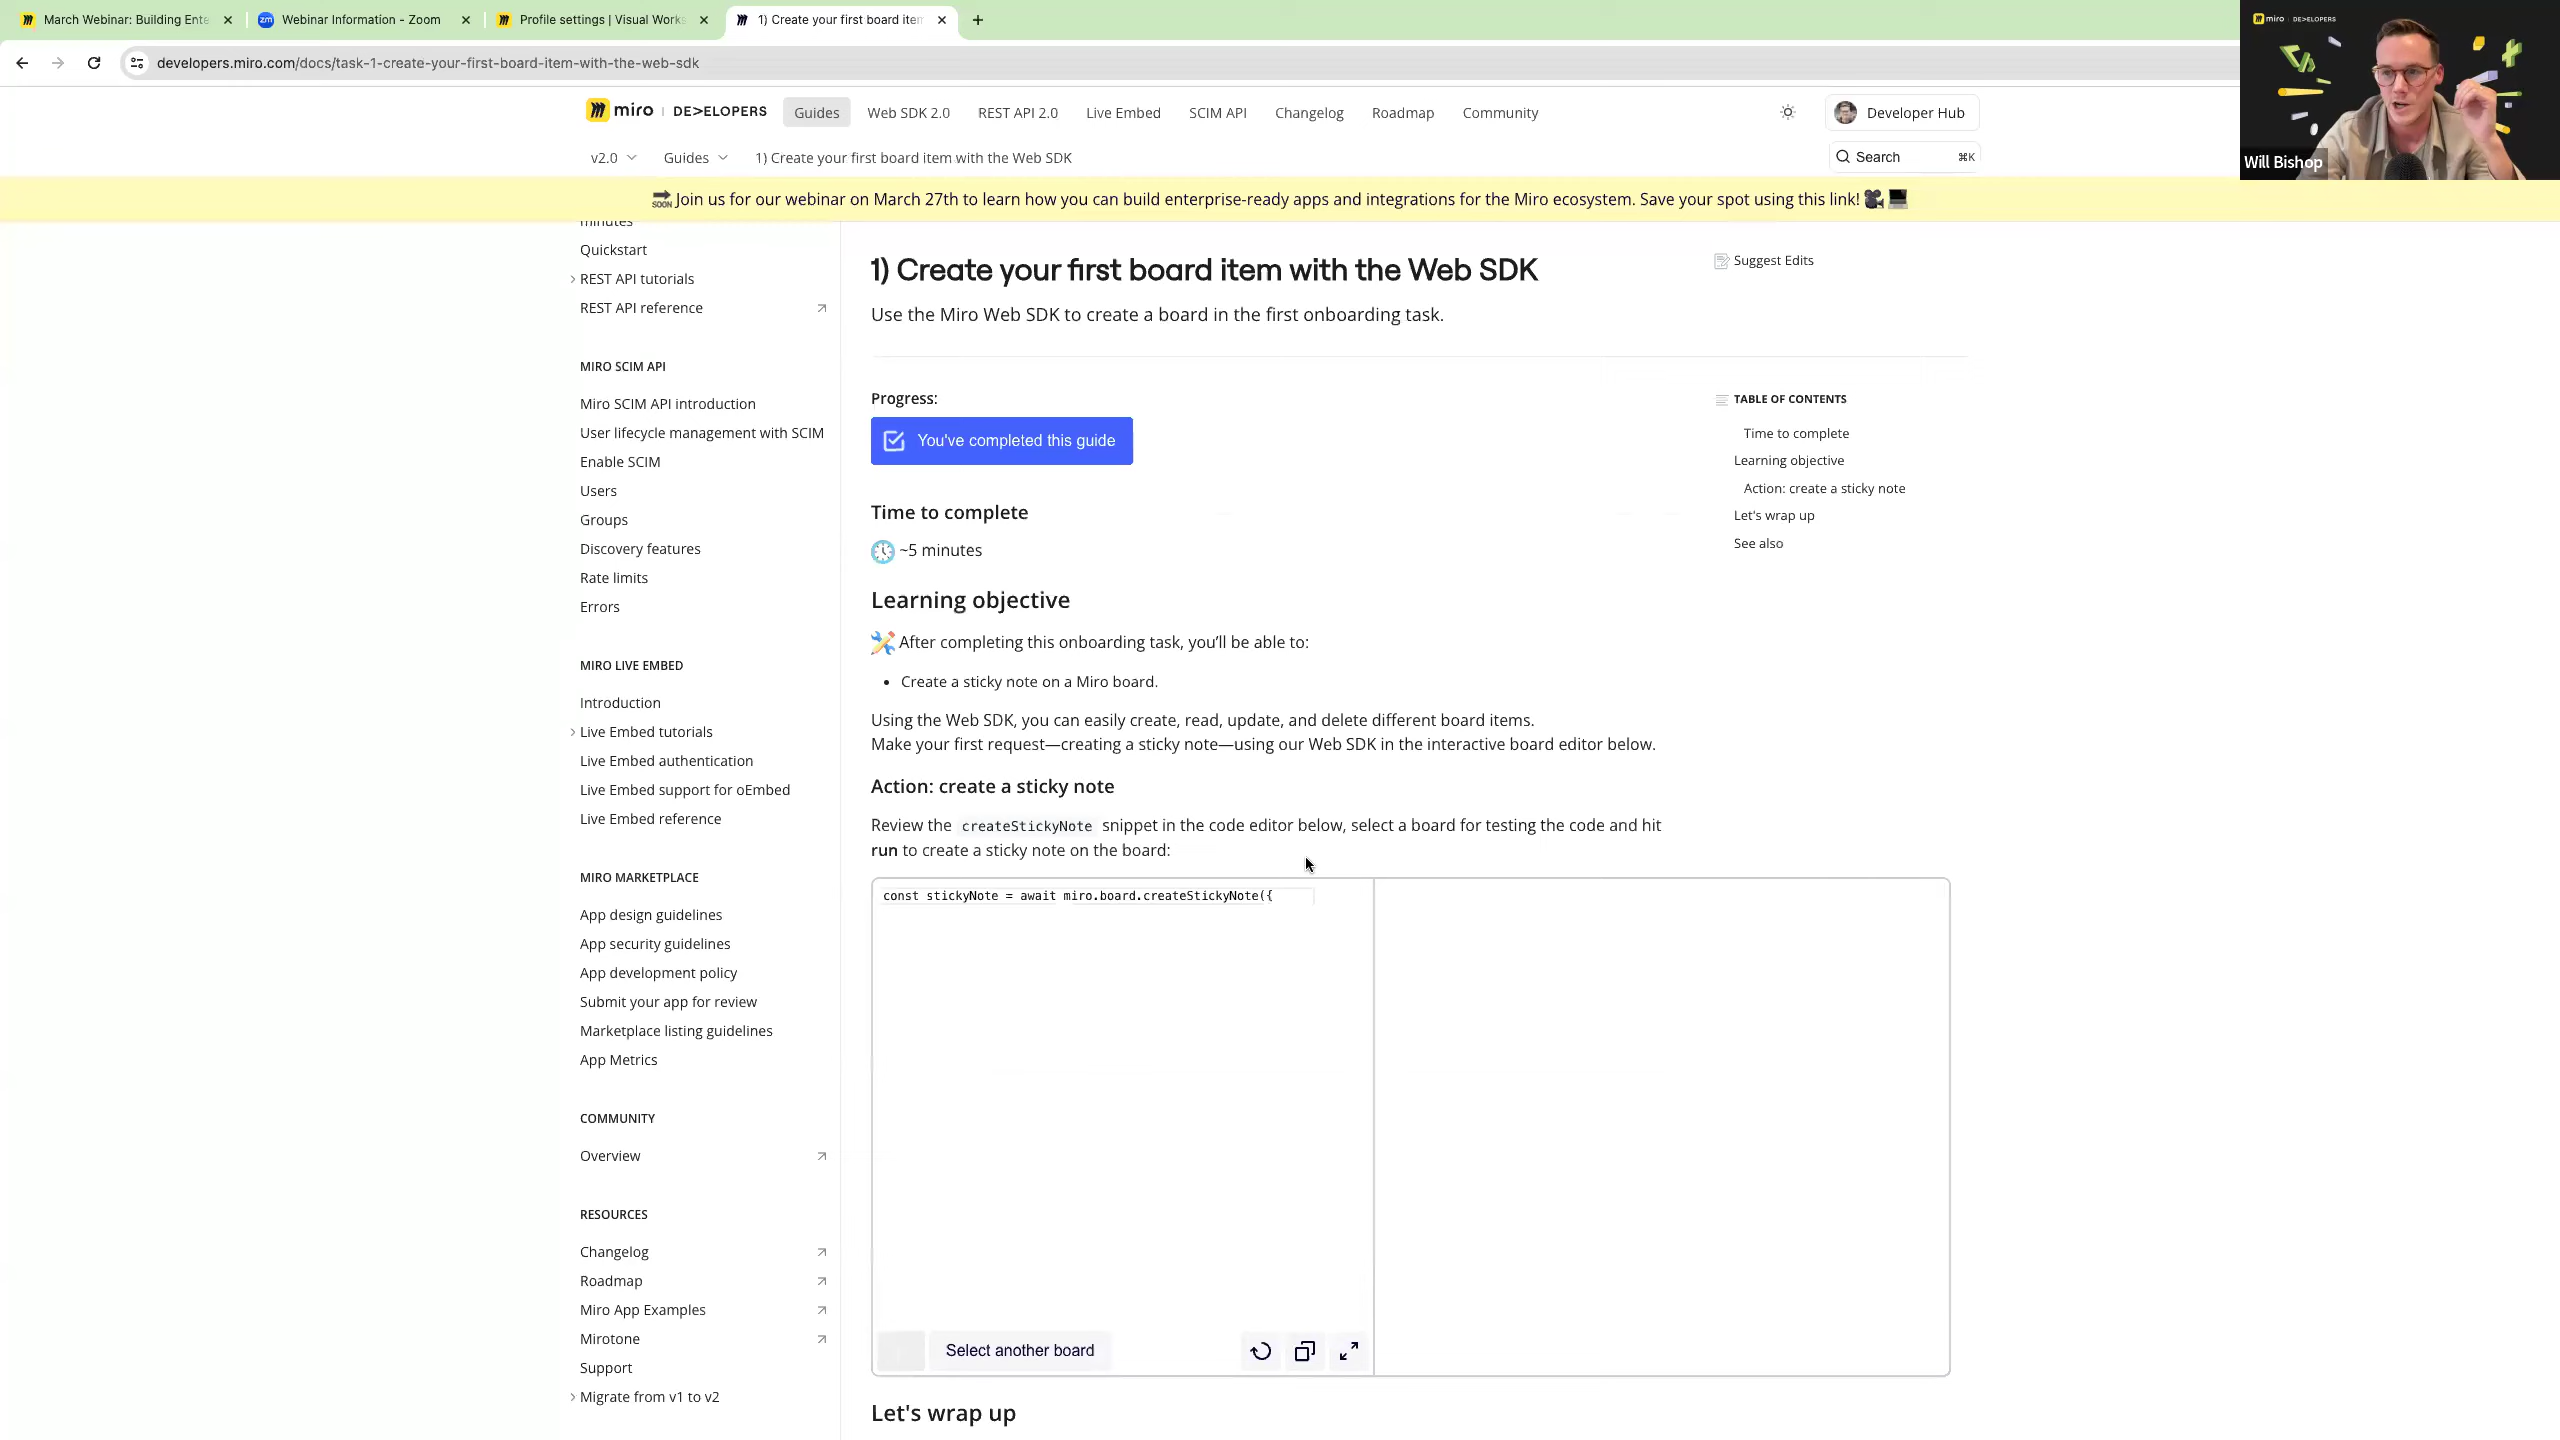 March Webinar: Building Ente
Webinar Information - Zoom
Profile settings | Visual Works
1) Create your first board item
developers.miro.com/docs/task-1-create-your-first-board-item-with-the-web-sdk
miro | DE>ELOPERS
Guides
Web SDK 2.0
REST API 2.0
Live Embed
SCIM API
Changelog
Roadmap
Community
Developer Hub
v2.0
Guides
1) Create your first board item with the Web SDK
Search
⌘K
miro | DE>ELOPERS
Will Bishop
SOON Join us for our webinar on March 27th to learn how you can build enterprise-ready apps and integrations for the Miro ecosystem. Save your spot using this link!
minutes
Quickstart
REST API tutorials
REST API reference
MIRO SCIM API
Miro SCIM API introduction
User lifecycle management with SCIM
Enable SCIM
Users
Groups
Discovery features
Rate limits
Errors
MIRO LIVE EMBED
Introduction
Live Embed tutorials
Live Embed authentication
Live Embed support for oEmbed
Live Embed reference
MIRO MARKETPLACE
App design guidelines
App security guidelines
App development policy
Submit your app for review
Marketplace listing guidelines
App Metrics
COMMUNITY
Overview
RESOURCES
Changelog
Roadmap
Miro App Examples
Mirotone
Support
Migrate from v1 to v2
1) Create your first board item with the Web SDK
Use the Miro Web SDK to create a board in the first onboarding task.
Progress:
You've completed this guide
Time to complete
~5 minutes
Learning objective
After completing this onboarding task, you’ll be able to:
• Create a sticky note on a Miro board.
Using the Web SDK, you can easily create, read, update, and delete different board items.
Make your first request—creating a sticky note—using our Web SDK in the interactive board editor below.
Action: create a sticky note
Review the createStickyNote snippet in the code editor below, select a board for testing the code and hit
run to create a sticky note on the board:
const stickyNote = await miro.board.createStickyNote({
Select another board
Let's wrap up
Suggest Edits
TABLE OF CONTENTS
Time to complete
Learning objective
Action: create a sticky note
Let's wrap up
See also